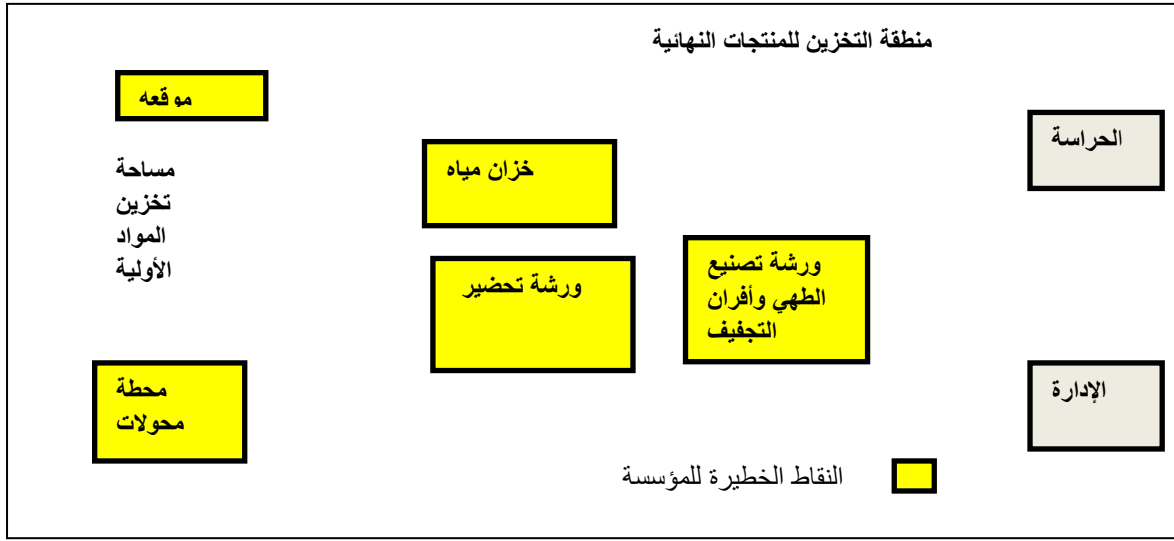 منطقة التخزين للمنتجات النهائية
الحراسة
موقعه
خزان مياه
مساحة
تخزين
المواد
الأولية
ورشة تصنيع
الطهي وأفران
التجفيف
ورشة تحضير
الإدارة
محطة
محولات
النقاط الخطيرة للمؤسسة